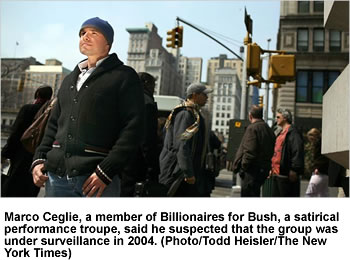 Marco Ceglie, a member of Billionaires for Bush, a satirical
performance troupe, said he suspected that the group was
under surveillance in 2004. (Photo/Todd Heisler/The New
York Times)